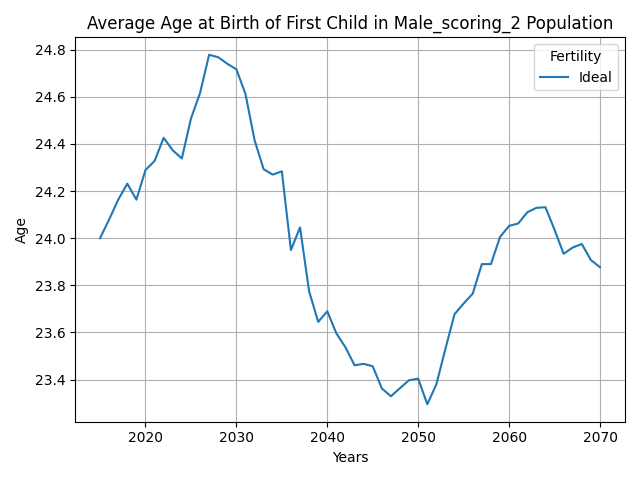 Average Age at Birth of First Child in Male_scoring_2 Population
Fertility
Ideal
24.8
24.6
24.4
24.2
24.0
23.8
23.6
23.4
Age
2020 2030 2040 2050 2060 2070
Years